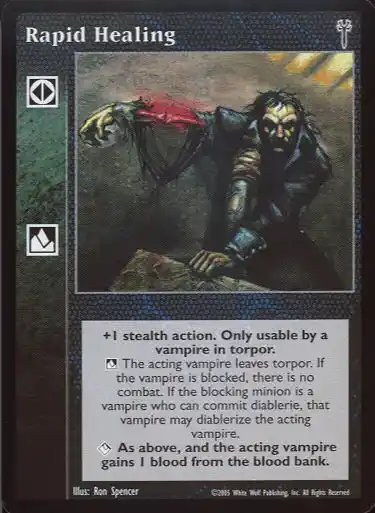 Rapid Healing
+1 stealth action. Only usable by a
vampire in torpor.
The acting vampire leaves torpor. If
the vampire is blocked, there is no
combat. If the blocking minion is a
vampire who can commit diablerie, that
vampire may diablerize the acting
vampire.
As above, and the acting vampire
gains 1 blood from the blood bank.
Illus: Ron Spencer
©2005 White Wolf Publishing, Inc. All Rights Reserved